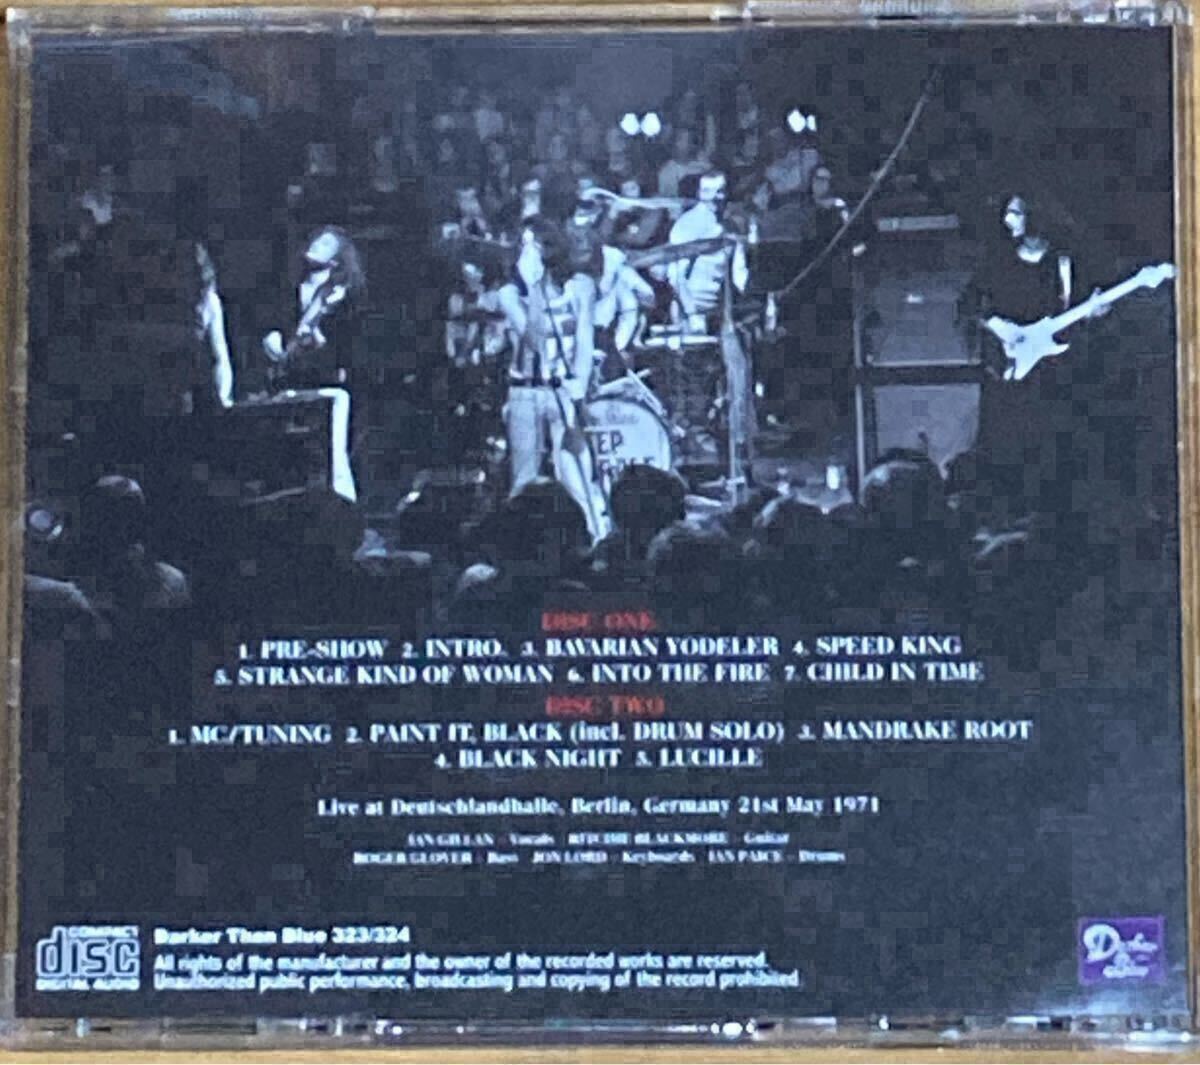 EEP
DISC ONE
1. PRE-SHOW 2. INTRO. 3. BAVARIAN YODELER 4. SPEED KING
5. STRANGE KIND OF WOMAN 6. INTO THE FIRE 7. CHILD IN TIME
DISC TWO
1. MC/TUNING 2. PAINT IT, BLACK (incl. DRUM SOLO) 3. MANDRAKE ROOT
4. BLACK NIGHT 5. LUCILLE
Live at Deutschlandhalle, Berlin, Germany 21st May 1971
IAN GILLAN - Vocals RITCHIE BLACKMORE - Guitar
ROGER GLOVER - Bass JON LORD - Keyboards IAN PAICE - Drums
COMPACT
disc
DIGITAL AUDIO
Darker Than Blue 323/324
All rights of the manufacturer and the owner of the recorded works are reserved.
Unauthorized public performance, broadcasting and copying of the record prohibited.
Darker